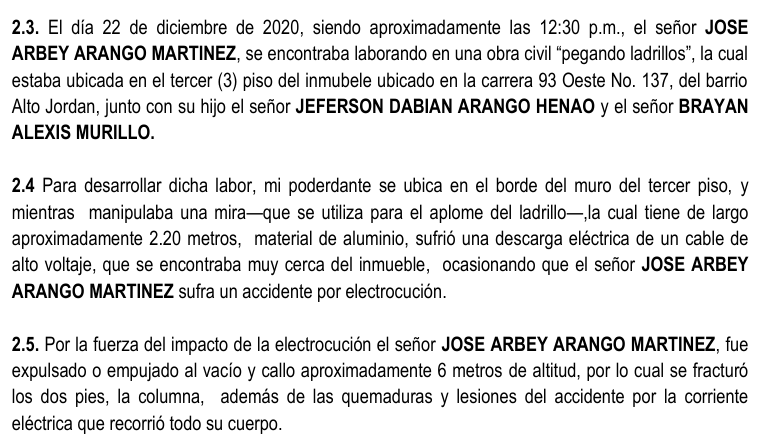 2.3. El día 22 de diciembre de 2020, siendo aproximadamente las 12:30 p.m., el señor JOSE
ARBEY ARANGO MARTINEZ, se encontraba laborando en una obra civil “pegando ladrillos”, la cual
estaba ubicada en el tercer (3) piso del inmubele ubicado en la carrera 93 Oeste No. 137, del barrio
Alto Jordan, junto con su hijo el señor JEFERSON DABIAN ARANGO HENAO y el señor BRAYAN
ALEXIS MURILLO.
2.4 Para desarrollar dicha labor, mi poderdante se ubica en el borde del muro del tercer piso, y
mientras manipulaba una mira—que se utiliza para el aplome del ladrillo—,la cual tiene de largo
aproximadamente 2.20 metros, material de aluminio, sufrió una descarga eléctrica de un cable de
alto voltaje, que se encontraba muy cerca del inmueble, ocasionando que el señor JOSE ARBEY
ARANGO MARTINEZ sufra un accidente por electrocución.
2.5. Por la fuerza del impacto de la electrocución el señor JOSE ARBEY ARANGO MARTINEZ, fue
expulsado o empujado al vacío y callo aproximadamente 6 metros de altitud, por lo cual se fracturó
los dos pies, la columna, además de las quemaduras y lesiones del accidente por la corriente
eléctrica que recorrió todo su cuerpo.